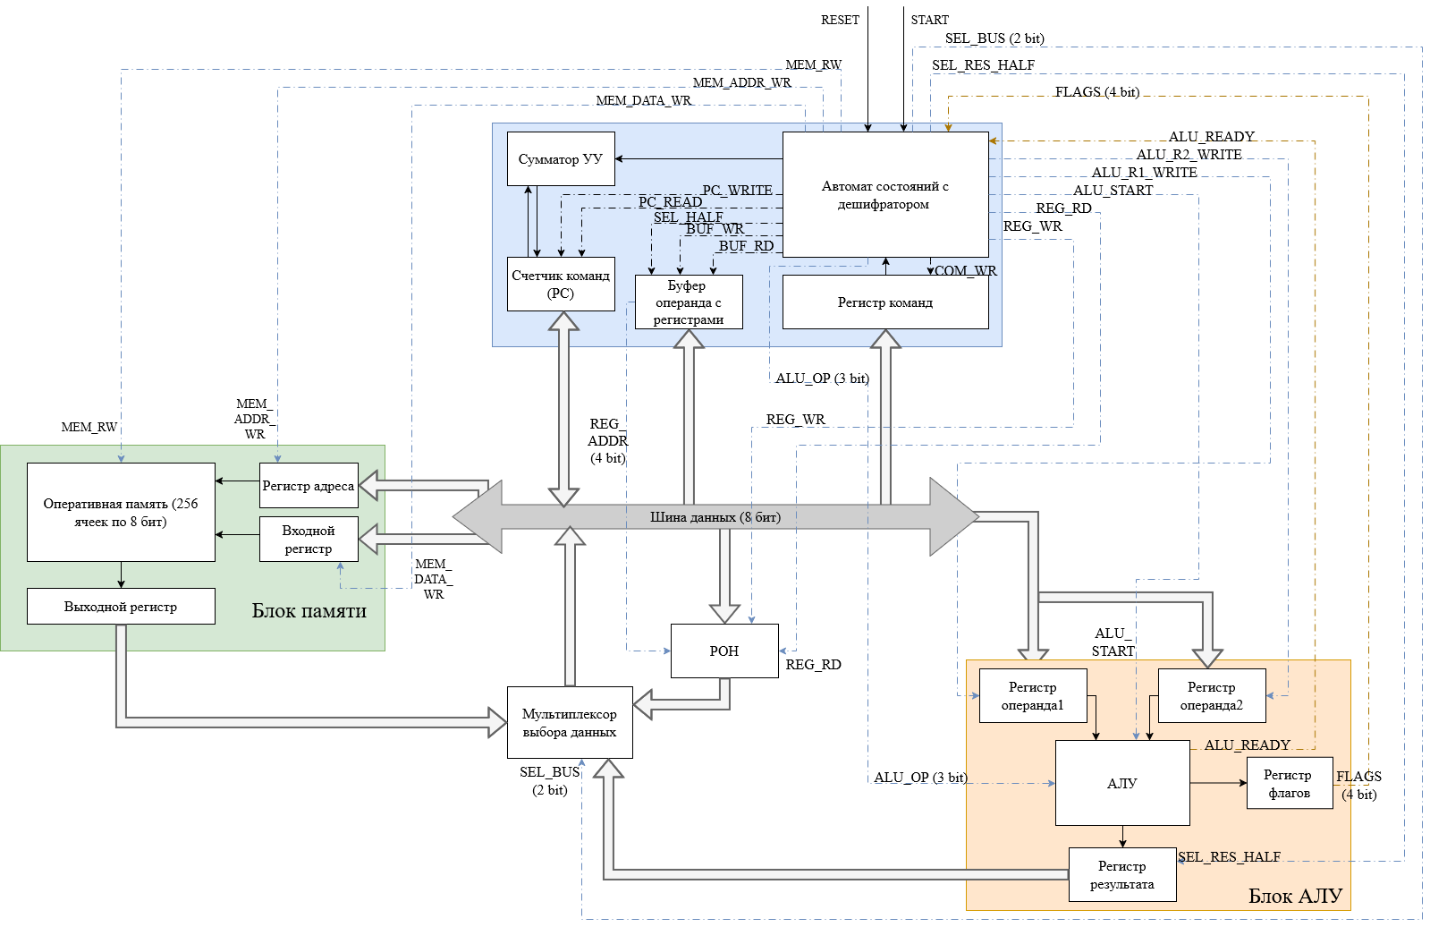 RESET
START
SEL_BUS (2 bit)
MEM_RW
SEL_RES_HALF
MEM_ADDR_WR
FLAGS (4 bit)
MEM_DATA_WR
ALU_READY
Сумматор УУ
ALU_R2_WRITE
ALU_R1_WRITE
Автомат состояний с
дешифратором
PC_WRITE
ALU_START
PC_READ
REG_RD
SEL_HALF
REG_WR
BUF_WR
BUF_RD
COM_WR
Счетчик команд
(PC)
Буфер
операнда с
регистрами
Регистр команд
ALU_OP (3 bit)
MEM_
ADDR_
WR
REG_WR
MEM_RW
REG_
ADDR
(4 bit)
Оперативная память (256
ячеек по 8 бит)
Регистр адреса
Шина данных (8 бит)
Входной
регистр
MEM_
DATA_
WR
Выходной регистр
Блок памяти
РОН
REG_RD
ALU_
START
Регистр
операнда1
Регистр
операнда2
Мультиплексор
выбора данных
SEL_BUS
(2 bit)
ALU_READY
ALU_OP (3 bit)
АЛУ
Регистр
флагов
FLAGS
(4 bit)
SEL_RES_HALF
Регистр
результата
Блок АЛУ